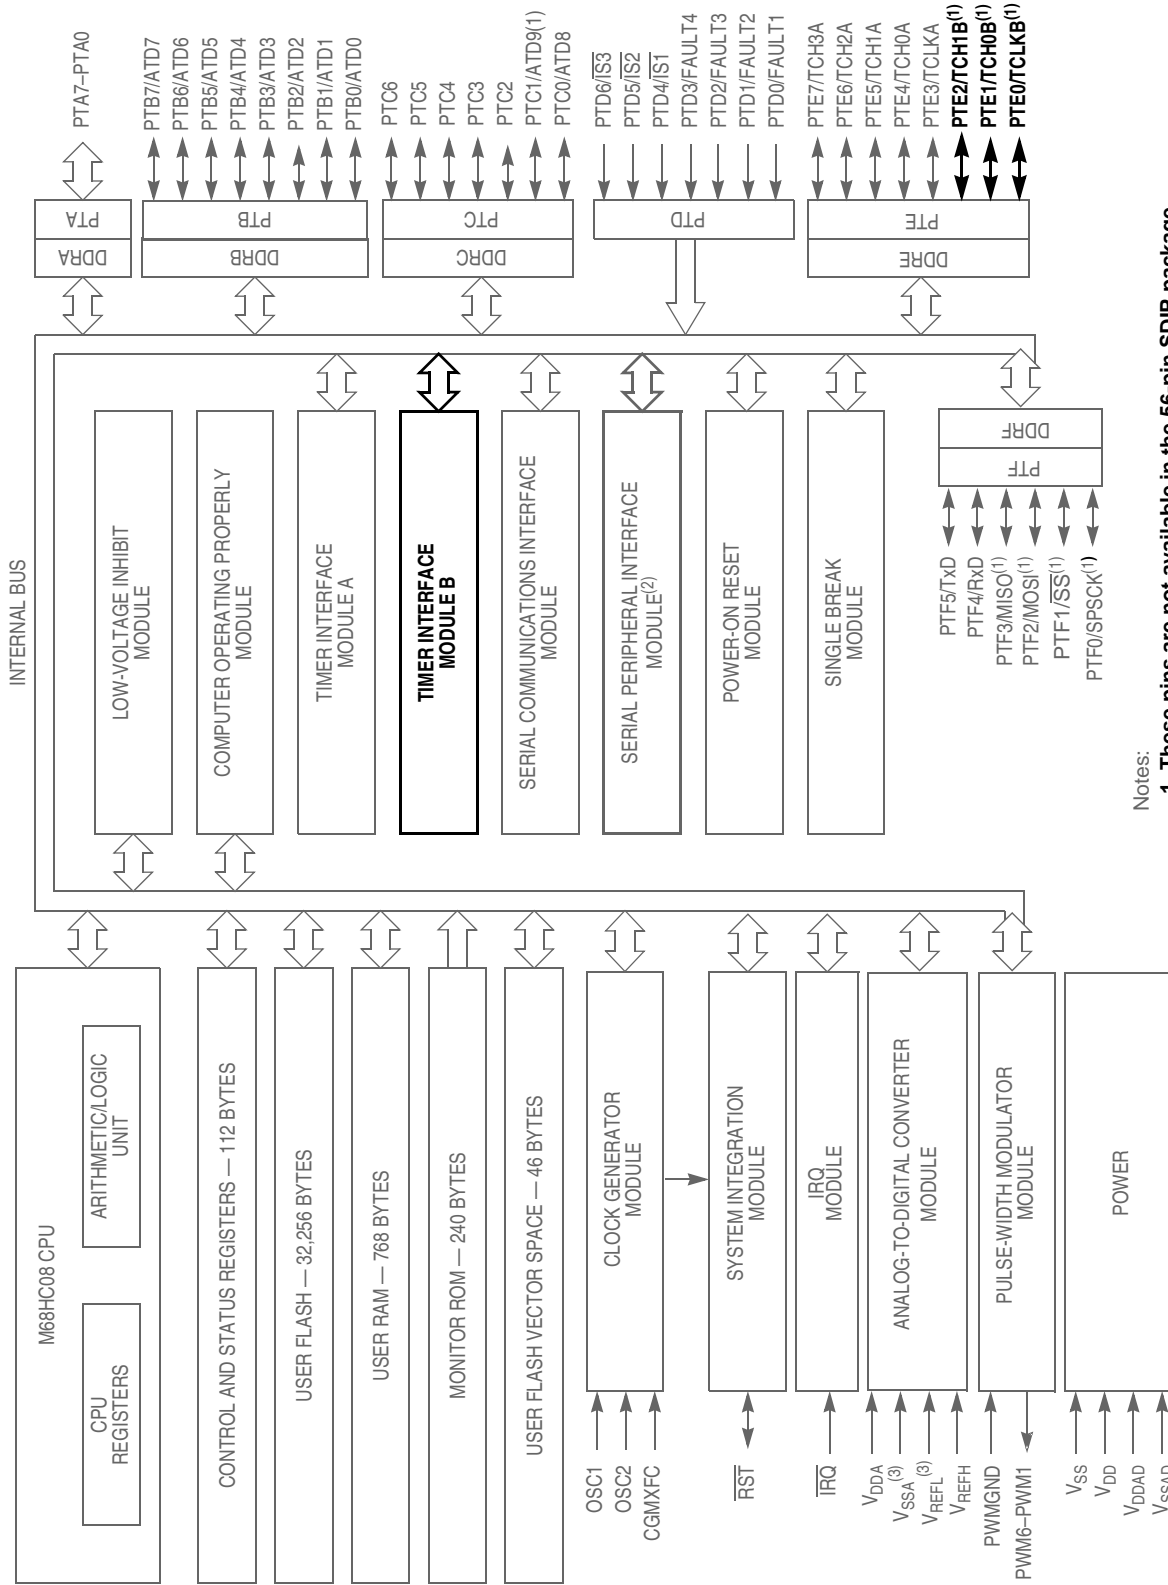 INTERNAL BUS
M68HC08 CPU
CPU
REGISTERS
ARITHMETIC/LOGIC
UNIT
CONTROL AND STATUS REGISTERS — 112 BYTES
USER FLASH — 32,256 BYTES
USER RAM — 768 BYTES
MONITOR ROM — 240 BYTES
USER FLASH VECTOR SPACE — 46 BYTES
OSC1
OSC2
CGMXFC
CLOCK GENERATOR
MODULE
RST
SYSTEM INTEGRATION
MODULE
IRQ
IRQ
MODULE
VDDA
VSSA(3)
VREFL(3)
VREFH
ANALOG-TO-DIGITAL CONVERTER
MODULE
PWMGND
PWM6–PWM1
PULSE-WIDTH MODULATOR
MODULE
VSS
VDD
VDDAD
VSSAD
POWER
LOW-VOLTAGE INHIBIT
MODULE
COMPUTER OPERATING PROPERLY
MODULE
TIMER INTERFACE
MODULE A
TIMER INTERFACE
MODULE B
SERIAL COMMUNICATIONS INTERFACE
MODULE
SERIAL PERIPHERAL INTERFACE
MODULE(2)
POWER-ON RESET
MODULE
SINGLE BREAK
MODULE
DDRA
PTA
PTA7–PTA0
DDRB
PTB
PTB7/ATD7
PTB6/ATD6
PTB5/ATD5
PTB4/ATD4
PTB3/ATD3
PTB2/ATD2
PTB1/ATD1
PTB0/ATD0
DDRC
PTC
PTC6
PTC5
PTC4
PTC3
PTC2
PTC1/ATD9(1)
PTC0/ATD8
PTD
PTD6/IS3
PTD5/IS2
PTD4/IS1
PTD3/FAULT4
PTD2/FAULT3
PTD1/FAULT2
PTD0/FAULT1
DDRE
PTE
PTE7/TCH3A
PTE6/TCH2A
PTE5/TCH1A
PTE4/TCH0A
PTE3/TCLKA
PTE2/TCH1B(1)
PTE1/TCH0B(1)
PTE0/TCLKB(1)
PTF
DDRF
PTF5/TxD
PTF4/RxD
PTF3/MISO(1)
PTF2/MOSI(1)
PTF1/SS(1)
PTF0/SPSCK(1)
Notes:
1. These pins are not available in the 56-pin SDIP package